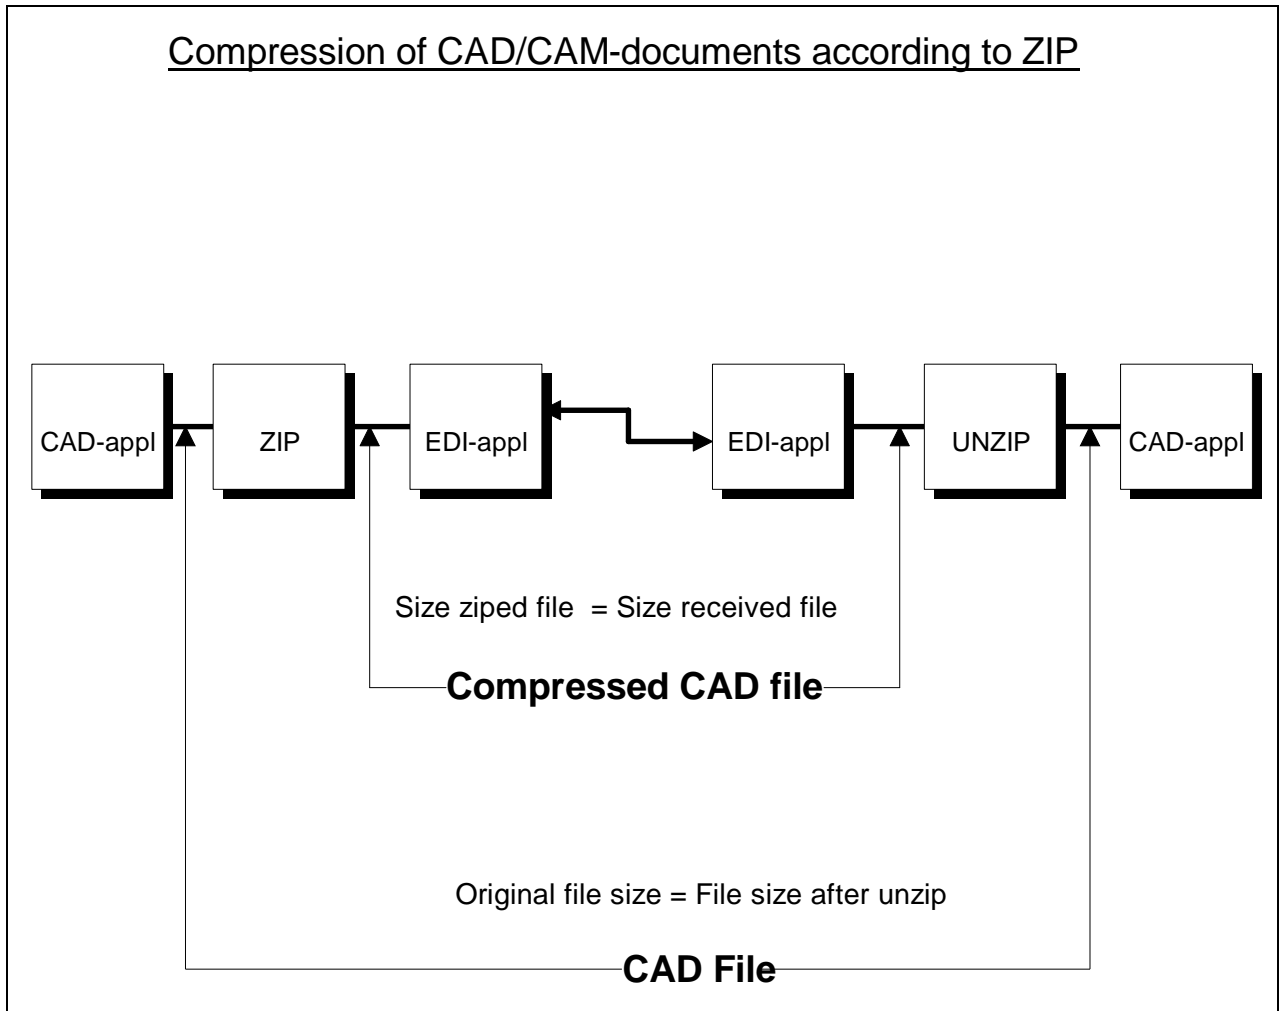 Compression of CAD/CAM-documents according to ZIP
CAD-appl
ZIP
EDI-appl
EDI-appl
UNZIP
CAD-appl
Size ziped file  = Size received file
Compressed CAD file
Original file size = File size after unzip
CAD File